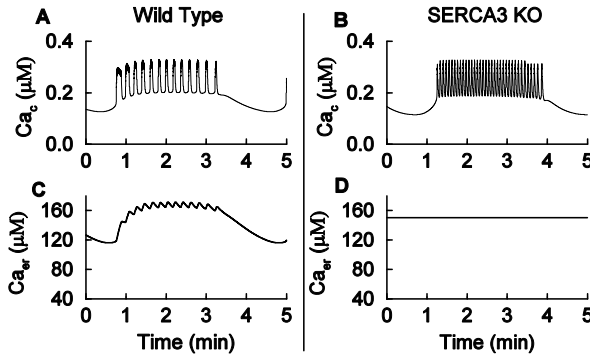 Wild Type
SERCA3 KO
A
B
0.4
0.2
0.0
Ca_c (μM)
0 1 2 3 4 5
0.4
0.2
0.0
Ca_c (μM)
0 1 2 3 4 5
C
D
160
120
80
40
Ca_er (μM)
0 1 2 3 4 5
Time (min)
160
120
80
40
Ca_er (μM)
0 1 2 3 4 5
Time (min)